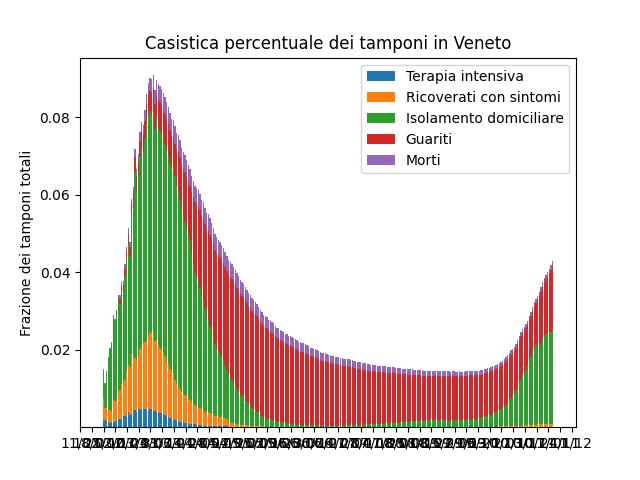 Casistica percentuale dei tamponi in Veneto
Terapia intensiva
Ricoverati con sintomi
Isolamento domiciliare
Guariti
Morti
Frazione dei tamponi totali
0.08
0.06
0.04
0.02